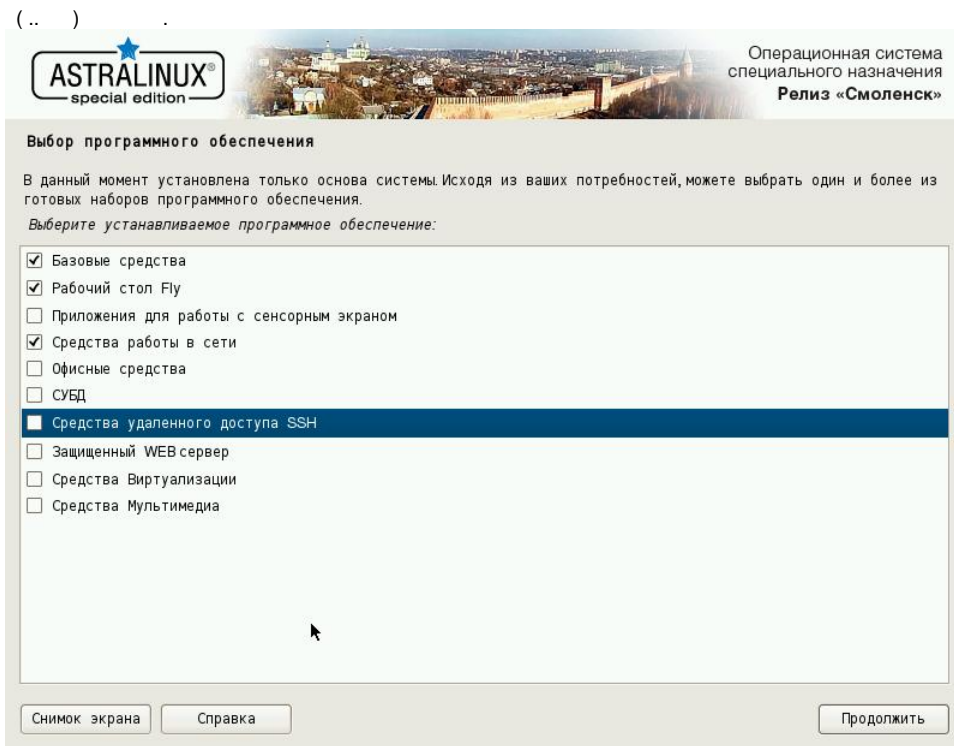 ( .. ) .
ASTRALINUX®
special edition
Операционная система
специального назначения
Релиз «Смоленск»
Выбор программного обеспечения
В данный момент установлена только основа системы. Исходя из ваших потребностей, можете выбрать один и более из
готовых наборов программного обеспечения.
Выберите устанавливаемое программное обеспечение:
Базовые средства
Рабочий стол Fly
Приложения для работы с сенсорным экраном
Средства работы в сети
Офисные средства
СУБД
Средства удаленного доступа SSH
Защищенный WEB сервер
Средства Виртуализации
Средства Мультимедиа
Снимок экрана
Справка
Продолжить